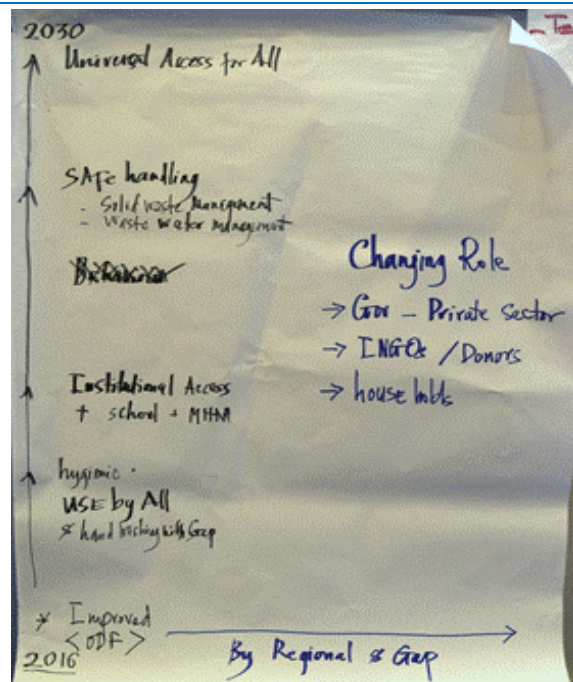 2030
Universal Access for All
SAFe handling
- Solid waste Management
- Waste water management
Institutional Access
+ school + MHM
hygienic .
USE by All
& hand washing with Gap
* Improved
<ODF>
2016
By Regional & Gap
Changing Role
→ Gov - Private Sector
→ INGOs / Donors
→ house holds